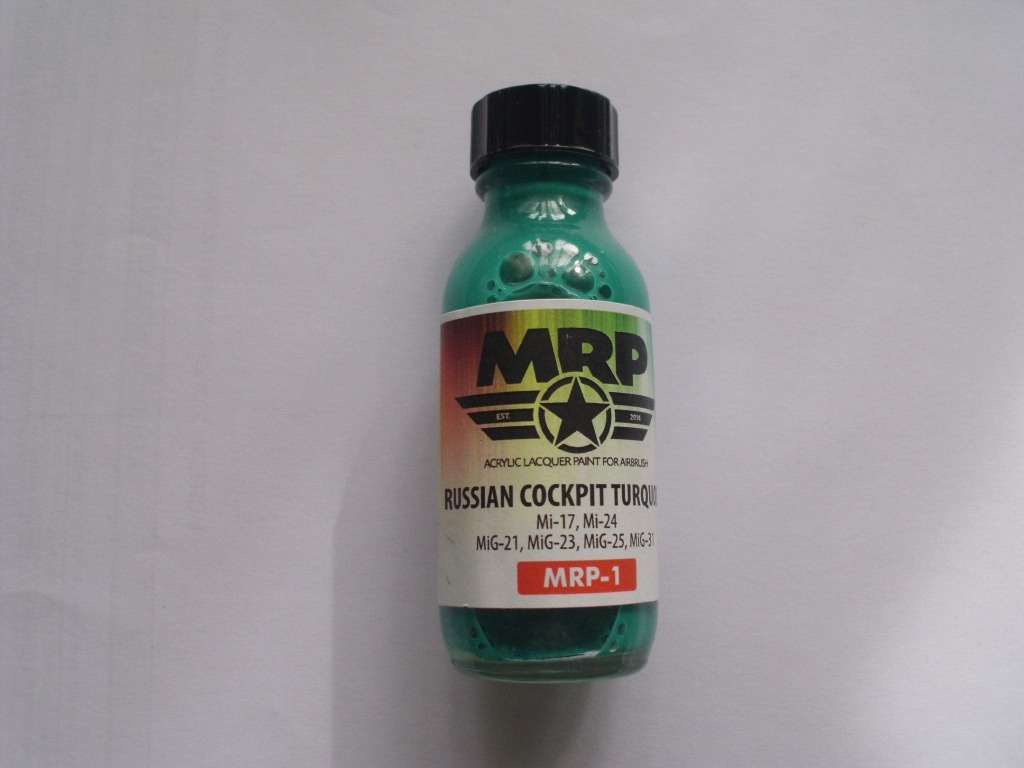 MRP
EST. 2014
ACRYLIC LACQUER PAINT FOR AIRBRUSH
RUSSIAN COCKPIT TURQUO
Mi-17, Mi-24
MiG-21, MiG-23, MiG-25, MiG-31
MRP-1